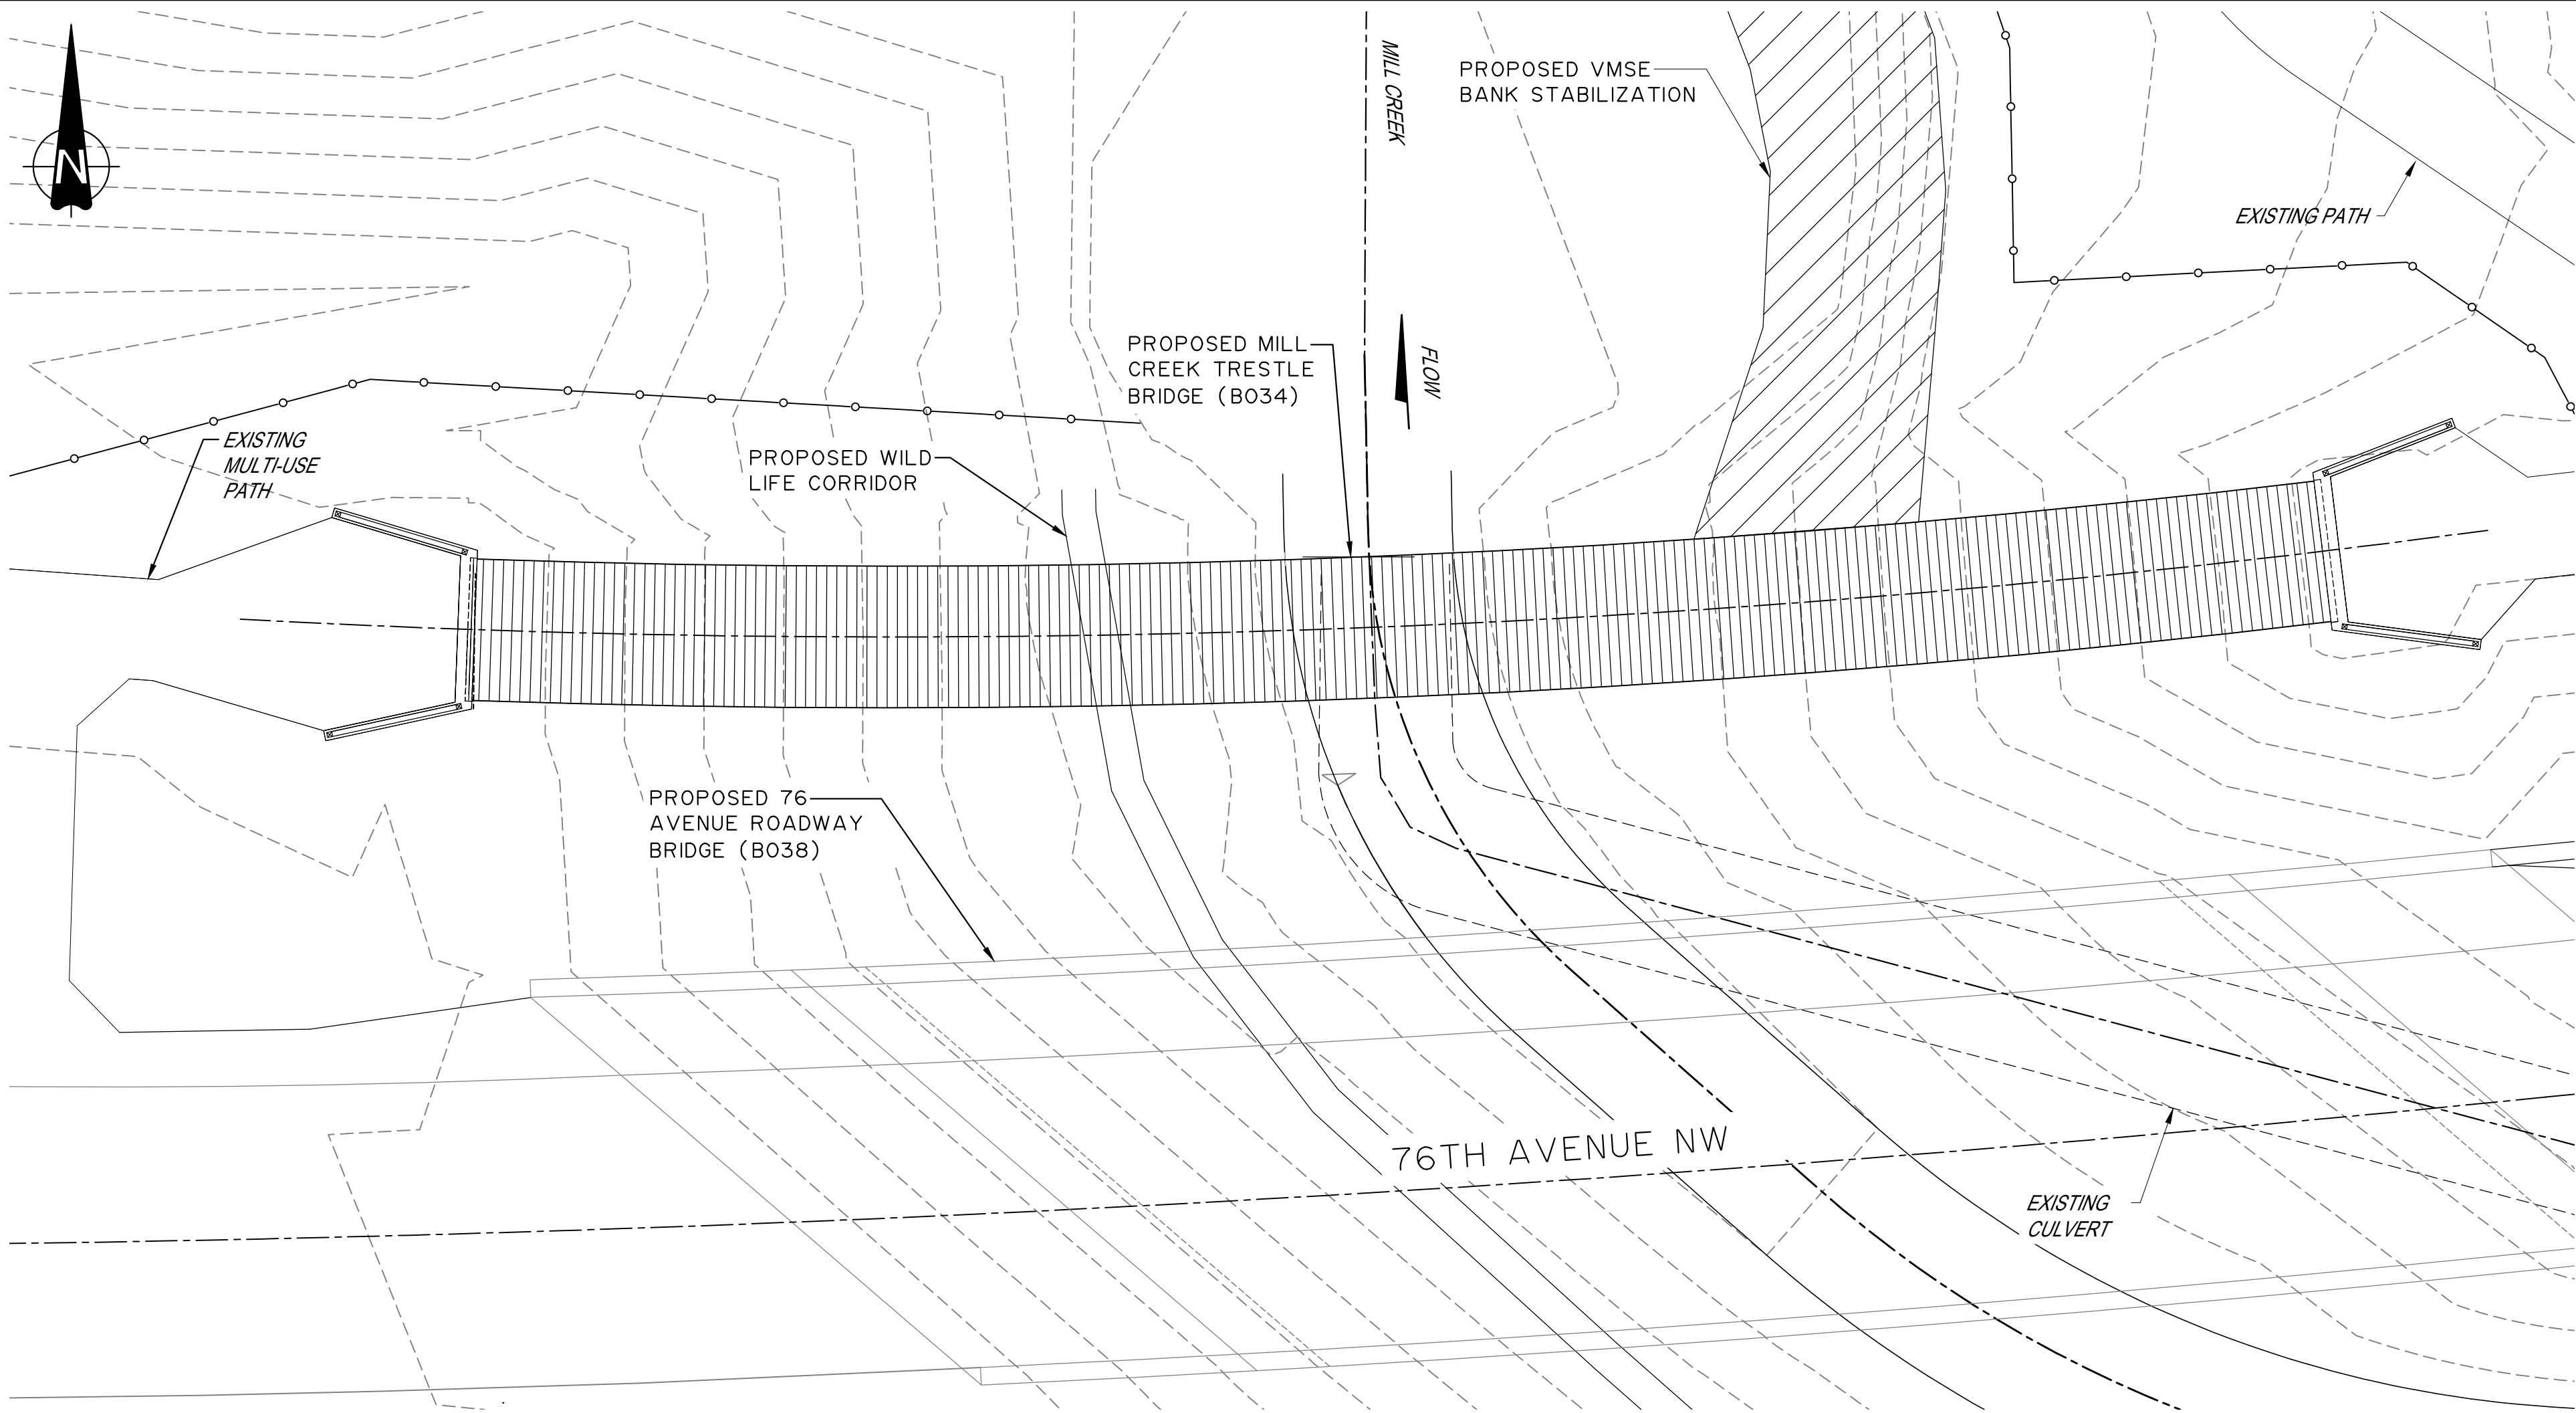 N
MILL CREEK
PROPOSED VMSE
BANK STABILIZATION
EXISTING PATH
PROPOSED MILL
CREEK TRESTLE
BRIDGE (B034)
FLOW
EXISTING
MULTI-USE
PATH
PROPOSED WILD
LIFE CORRIDOR
PROPOSED 76
AVENUE ROADWAY
BRIDGE (B038)
76TH AVENUE NW
EXISTING
CULVERT